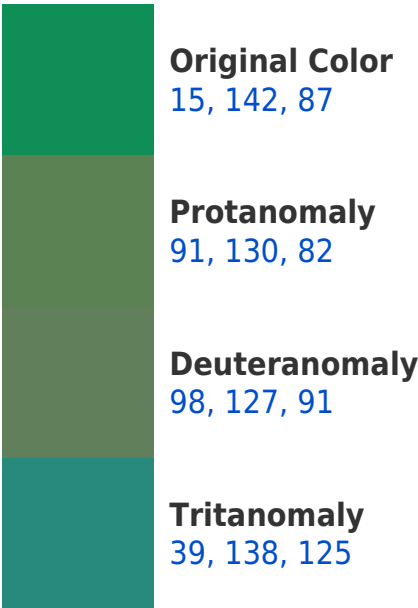 Original Color
15, 142, 87
Protanomaly
91, 130, 82
Deuteranomaly
98, 127, 91
Tritanomaly
39, 138, 125